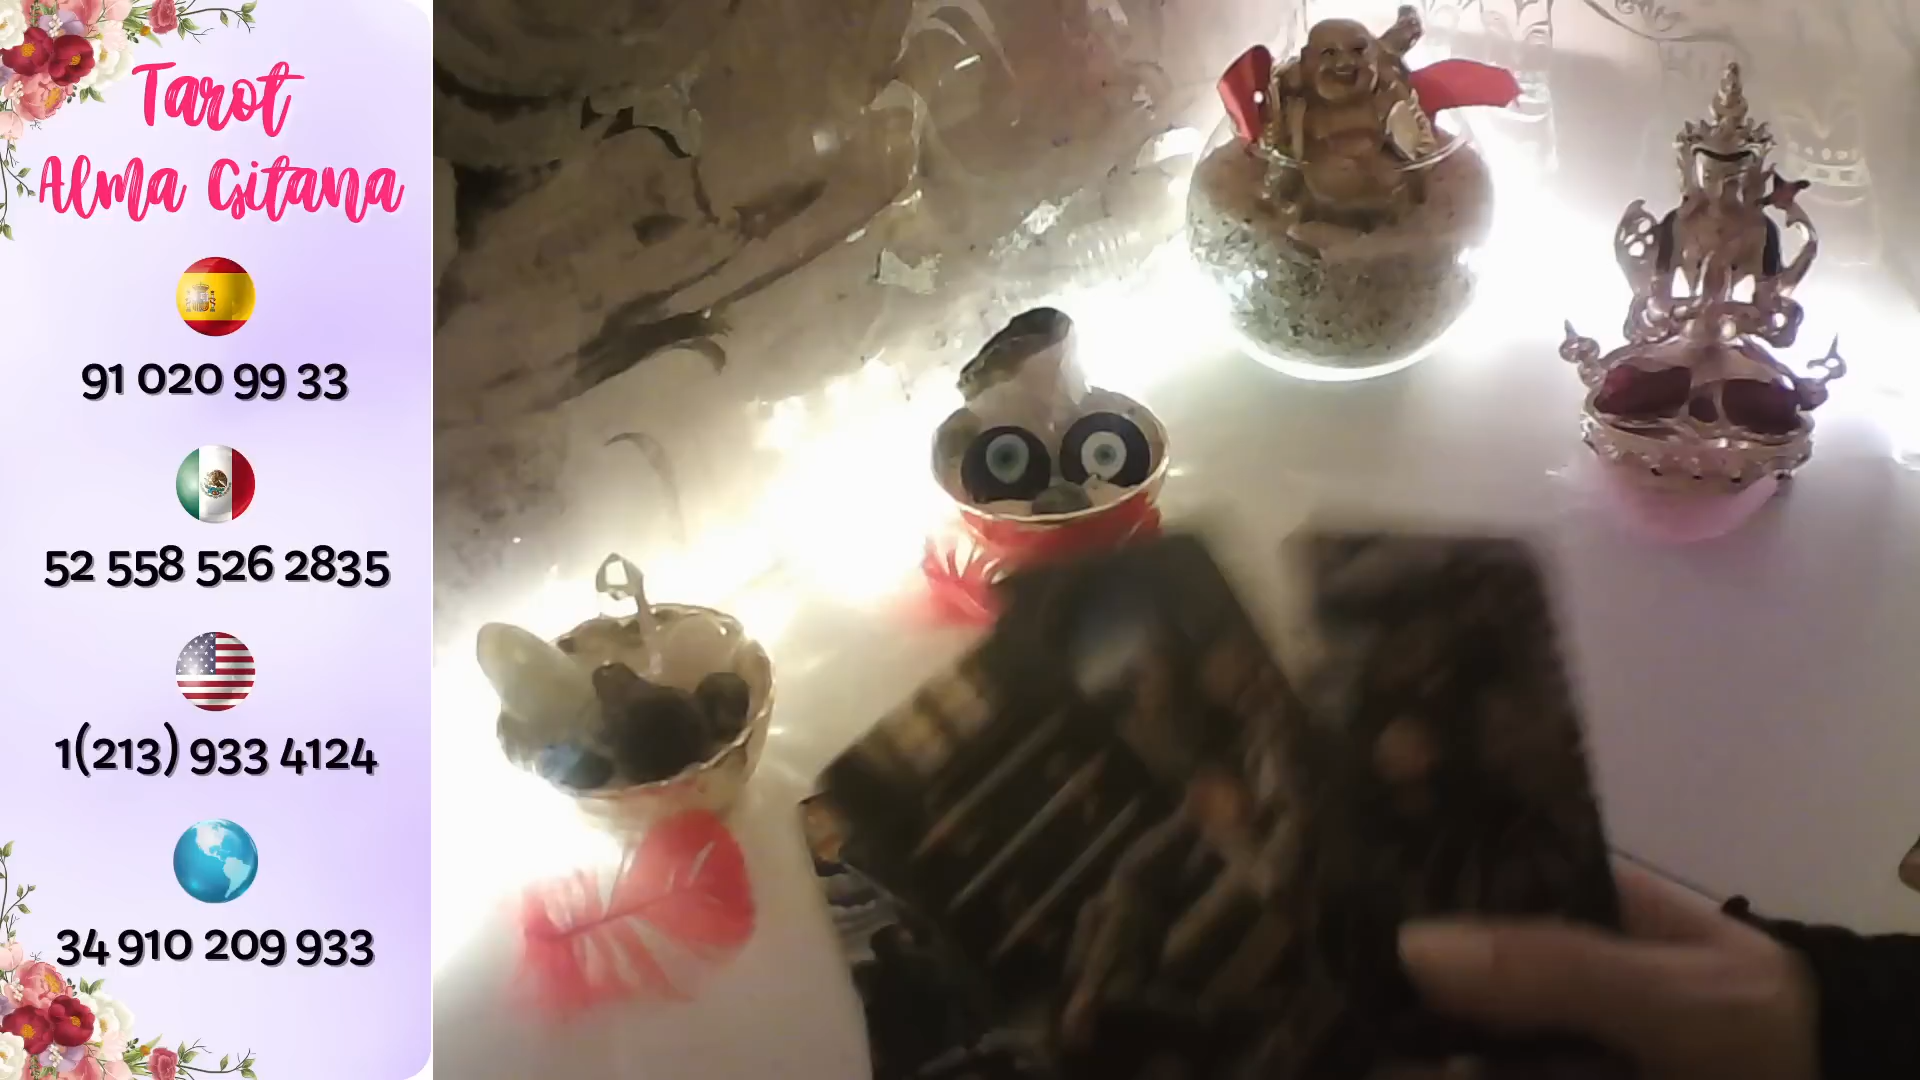 Tarot
Alma Gitana
91 020 99 33
52 558 526 2835
1(213) 933 4124
34 910 209 933